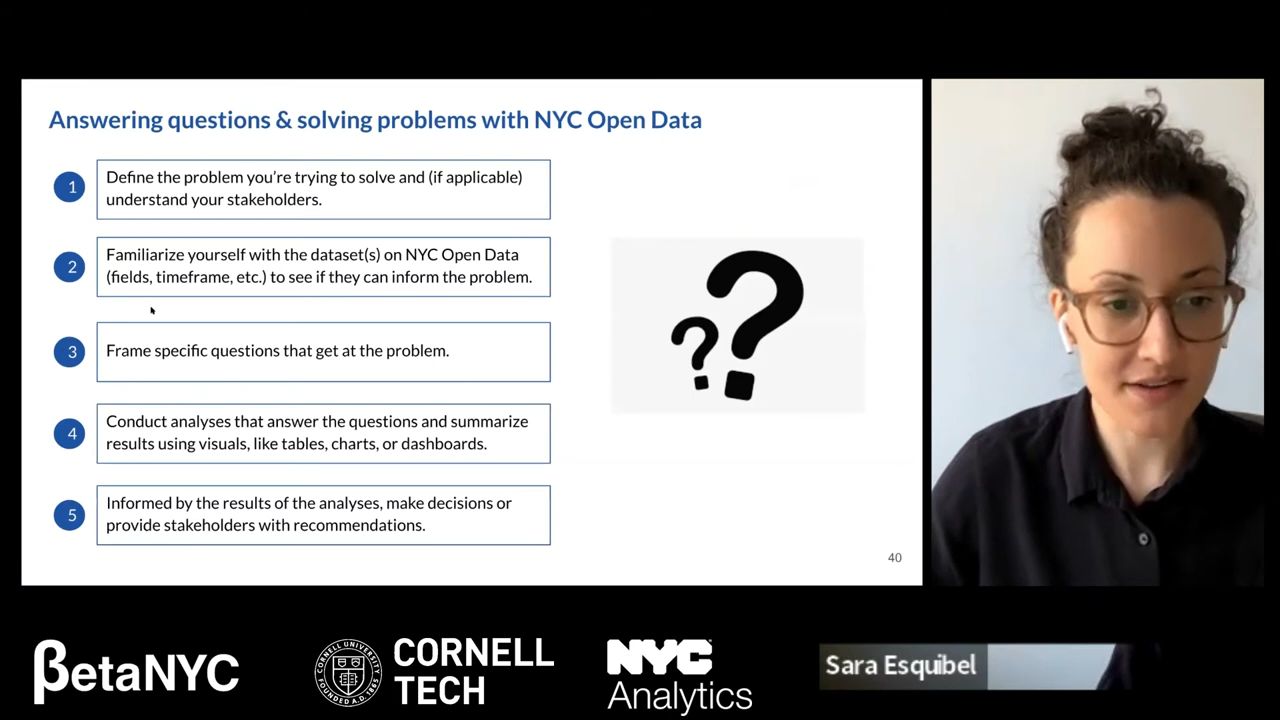 Answering questions & solving problems with NYC Open Data
1
Define the problem you’re trying to solve and (if applicable)
understand your stakeholders.
2
Familiarize yourself with the dataset(s) on NYC Open Data
(fields, timeframe, etc.) to see if they can inform the problem.
3
Frame specific questions that get at the problem.
4
Conduct analyses that answer the questions and summarize
results using visuals, like tables, charts, or dashboards.
5
Informed by the results of the analyses, make decisions or
provide stakeholders with recommendations.
??
40
βetaNYC
CORNELL UNIVERSITY
FOUNDED A.D. 1865
CORNELL
TECH
NYC
Analytics
Sara Esquibel